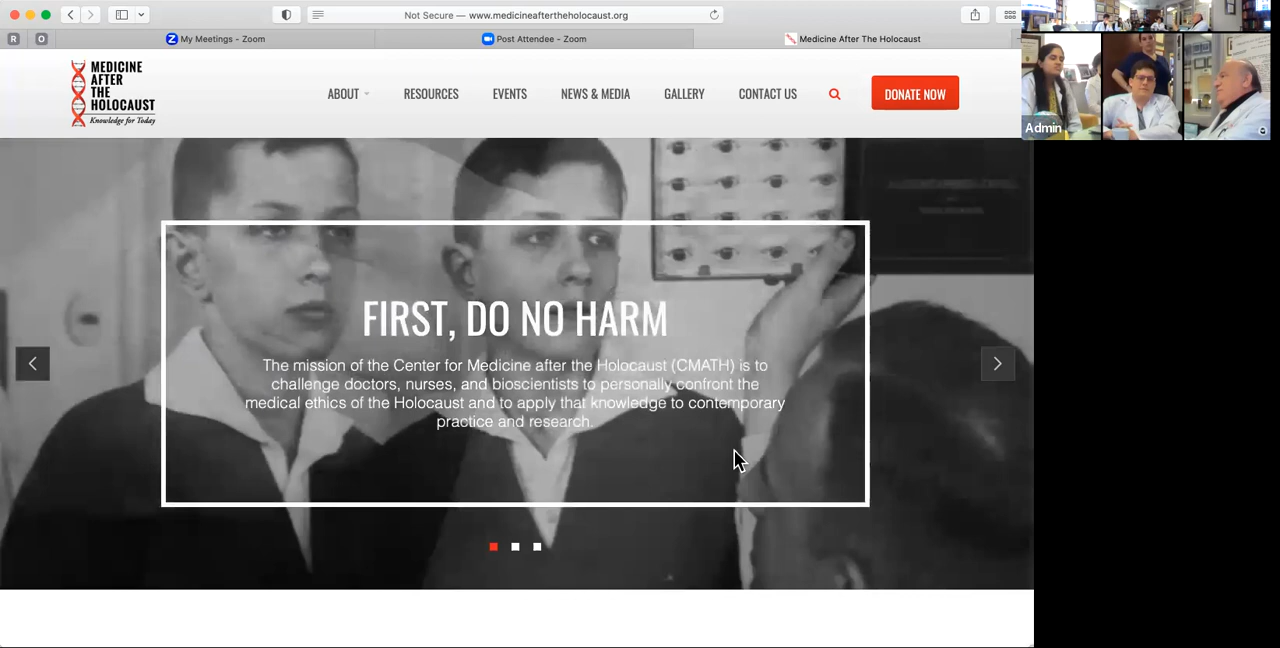 Not Secure — www.medicineaftertheholocaust.org
R
O
Z
My Meetings - Zoom
Post Attendee - Zoom
Medicine After The Holocaust
MEDICINE
AFTER
THE
HOLOCAUST
Knowledge for Today
ABOUT
RESOURCES
EVENTS
NEWS & MEDIA
GALLERY
CONTACT US
DONATE NOW
Admin
FIRST, DO NO HARM
The mission of the Center for Medicine after the Holocaust (CMATH) is to
challenge doctors, nurses, and bioscientists to personally confront the
medical ethics of the Holocaust and to apply that knowledge to contemporary
practice and research.